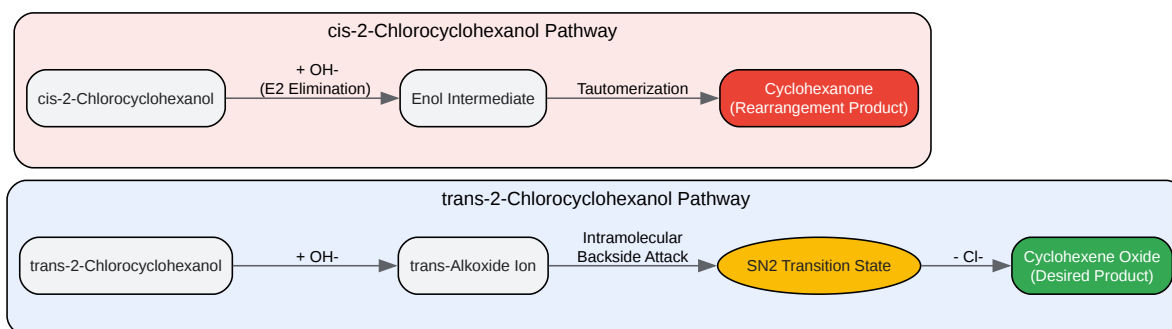 cis-2-Chlorocyclohexanol Pathway
cis-2-Chlorocyclohexanol
+ OH-
(E2 Elimination)
Enol Intermediate
Tautomerization
Cyclohexanone
(Rearrangement Product)
trans-2-Chlorocyclohexanol Pathway
trans-2-Chlorocyclohexanol
+ OH-
trans-Alkoxide Ion
Intramolecular
Backside Attack
SN2 Transition State
- Cl-
Cyclohexene Oxide
(Desired Product)